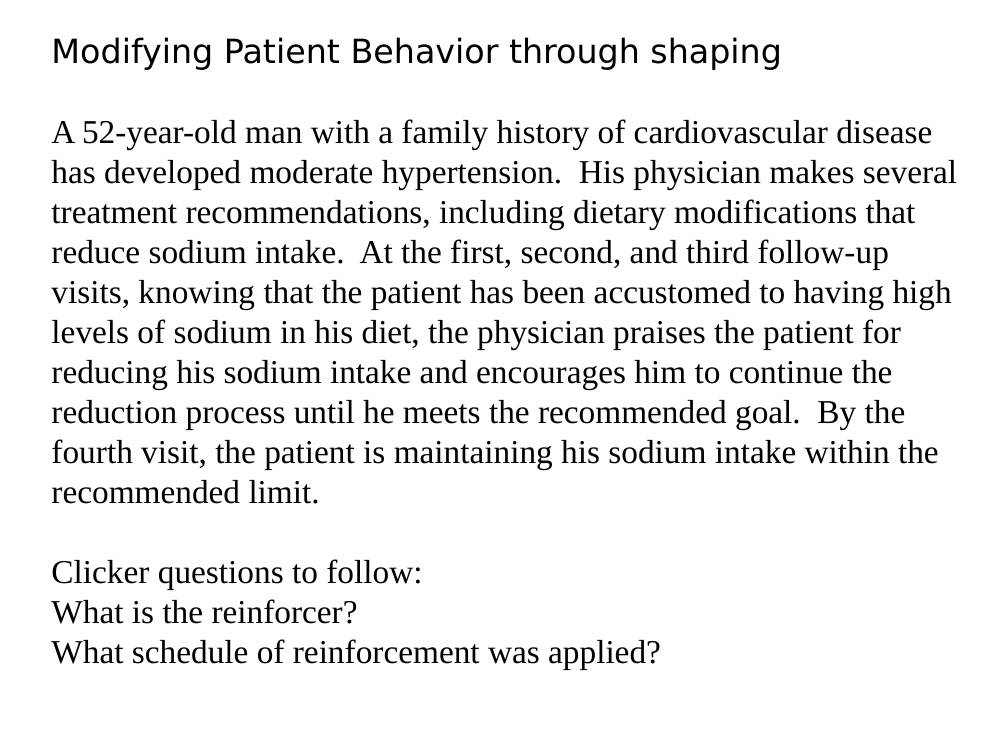 Modifying Patient Behavior through shaping
A 52-year-old man with a family history of cardiovascular disease
has developed moderate hypertension.  His physician makes several
treatment recommendations, including dietary modifications that
reduce sodium intake.  At the first, second, and third follow-up
visits, knowing that the patient has been accustomed to having high
levels of sodium in his diet, the physician praises the patient for
reducing his sodium intake and encourages him to continue the
reduction process until he meets the recommended goal.  By the
fourth visit, the patient is maintaining his sodium intake within the
recommended limit.
Clicker questions to follow:
What is the reinforcer?
What schedule of reinforcement was applied?